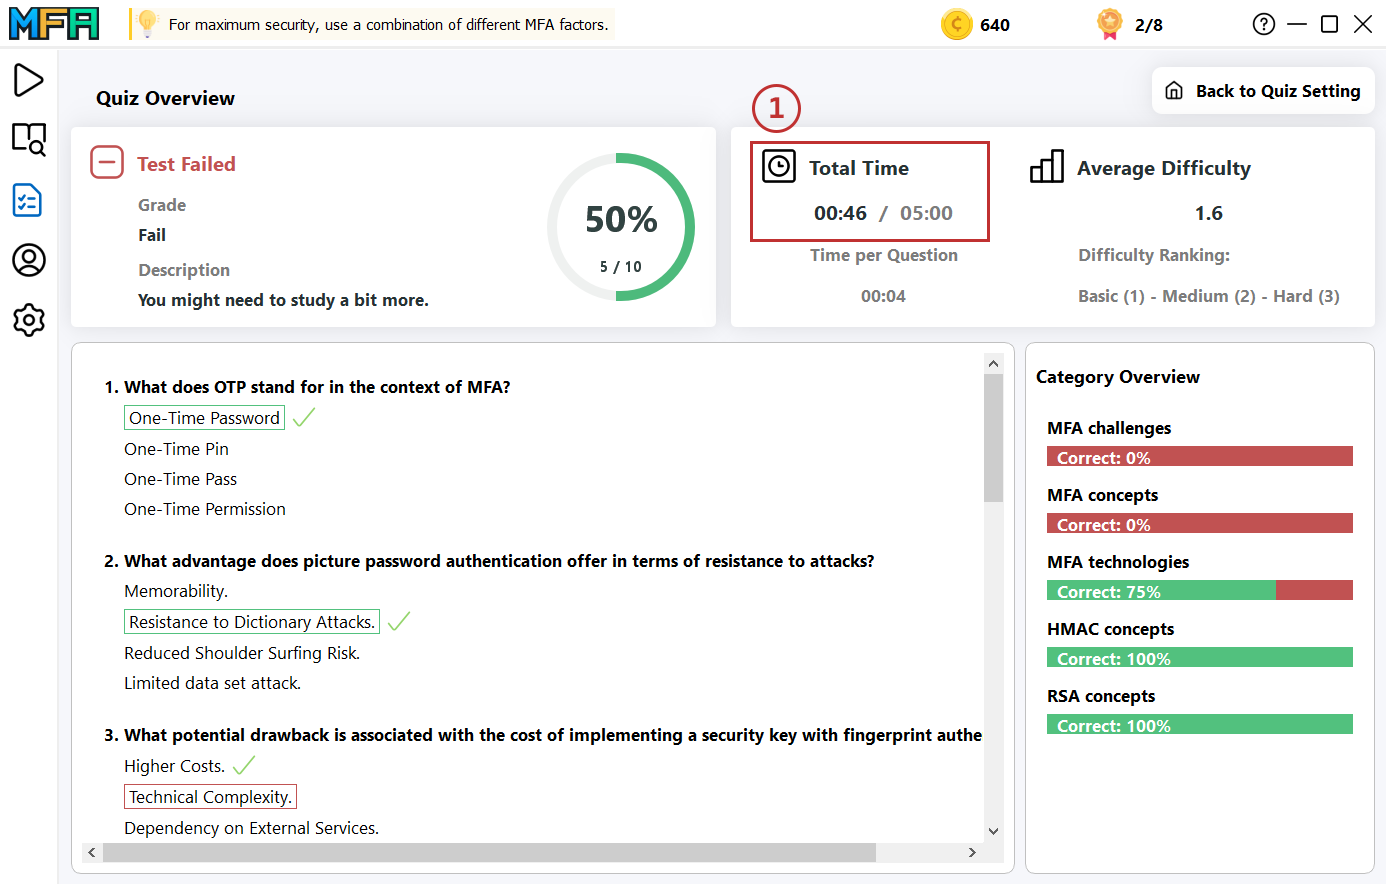 MFA
For maximum security, use a combination of different MFA factors.
640
2/8
Quiz Overview
Back to Quiz Setting
1
Test Failed
Grade
Fail
Description
You might need to study a bit more.
50%
5 / 10
Total Time
00:46 / 05:00
Time per Question
00:04
Average Difficulty
1.6
Difficulty Ranking:
Basic (1) - Medium (2) - Hard (3)
1. What does OTP stand for in the context of MFA?
One-Time Password
One-Time Pin
One-Time Pass
One-Time Permission
2. What advantage does picture password authentication offer in terms of resistance to attacks?
Memorability.
Resistance to Dictionary Attacks.
Reduced Shoulder Surfing Risk.
Limited data set attack.
3. What potential drawback is associated with the cost of implementing a security key with fingerprint authe
Higher Costs.
Technical Complexity.
Dependency on External Services.
Category Overview
MFA challenges
Correct: 0%
MFA concepts
Correct: 0%
MFA technologies
Correct: 75%
HMAC concepts
Correct: 100%
RSA concepts
Correct: 100%